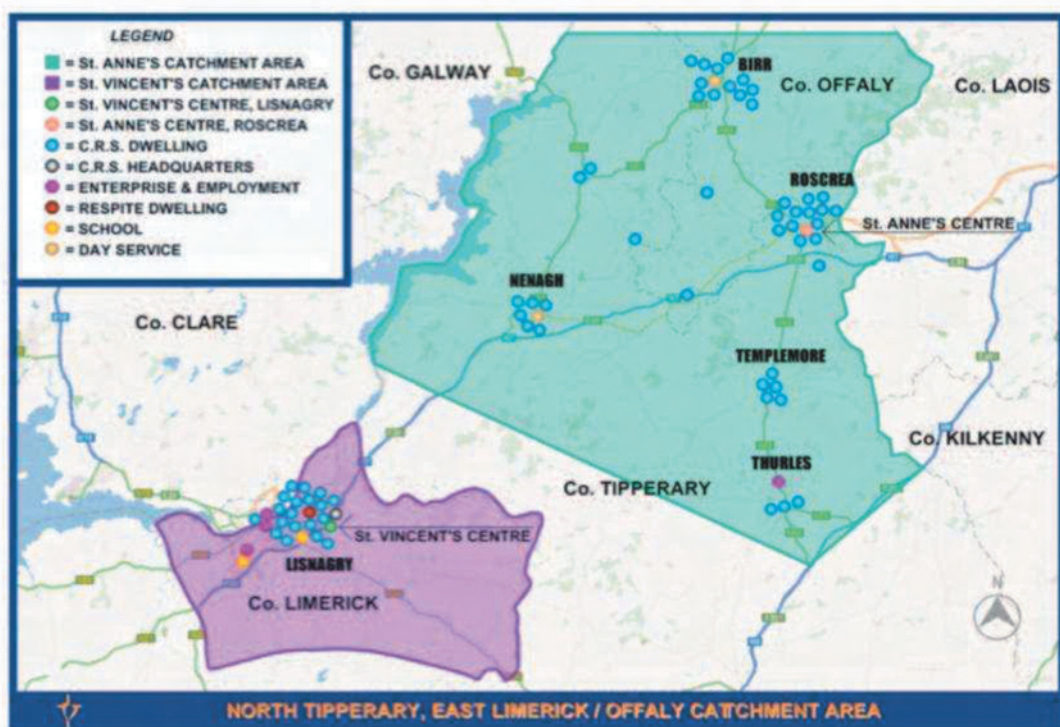 LEGEND
= St. ANNE'S CATCHMENT AREA
= St. VINCENT'S CATCHMENT AREA
= St. VINCENT'S CENTRE, LISNAGRY
= St. ANNE'S CENTRE, ROSCREA
= C.R.S. DWELLING
= C.R.S. HEADQUARTERS
= ENTERPRISE & EMPLOYMENT
= RESPITE DWELLING
= SCHOOL
= DAY SERVICE
Co. GALWAY
BIRR
Co. OFFALY
Co. LAOIS
ROSCREA
St. ANNE'S CENTRE
NENAGH
Co. CLARE
TEMPLEMORE
Co. KILKENNY
THURLES
Co. TIPPERARY
St. VINCENT'S CENTRE
LISNAGRY
Co. LIMERICK
N
NORTH TIPPERARY, EAST LIMERICK / OFFALY CATCHMENT AREA